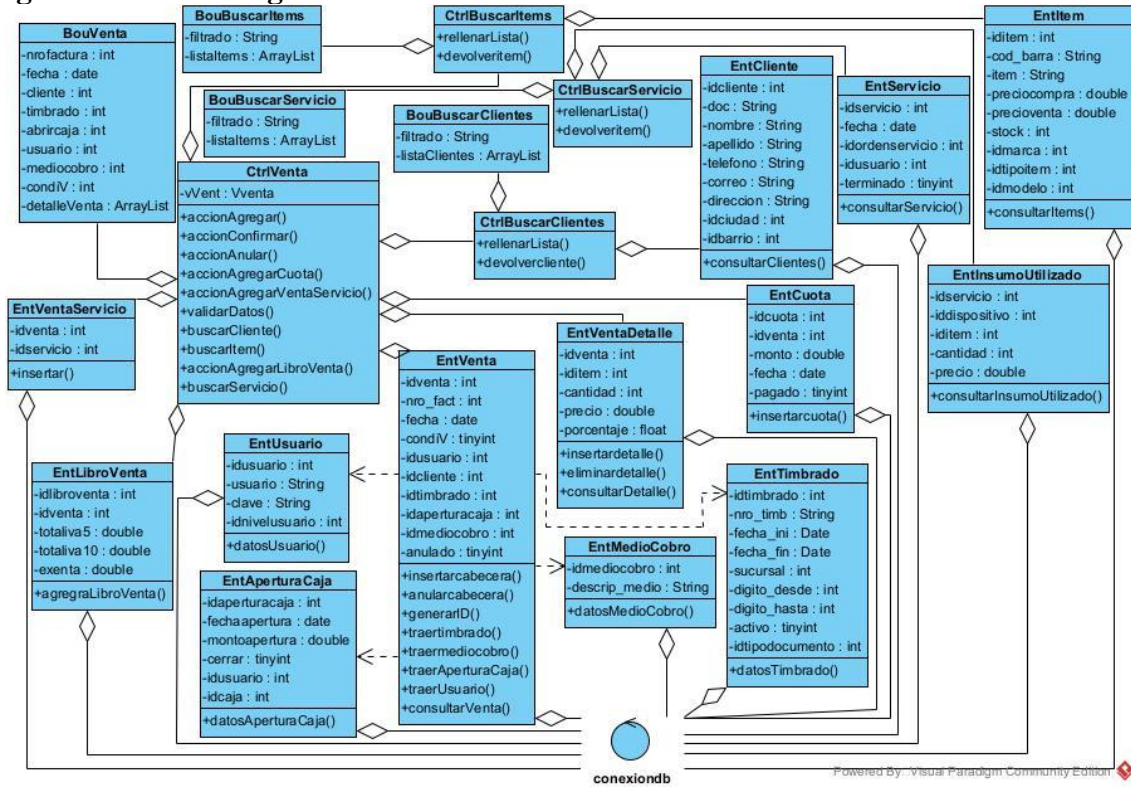 BouVenta
-nrofactura : int
-fecha : date
-cliente : int
-timbrado : int
-abrircaja : int
-usuario : int
-mediocobro : int
-condiV : int
-detalleVenta : ArrayList
BouBuscarItems
-filtrado : String
-listaItems : ArrayList
CtrlBuscarItems
+rellenarLista()
+devolveritem()
BouBuscarServicio
-filtrado : String
-listaItems : ArrayList
CtrlBuscarServicio
+rellenarLista()
+devolveritem()
BouBuscarClientes
-filtrado : String
-listaClientes : ArrayList
CtrlBuscarClientes
+rellenarLista()
+devolvercliente()
EntCliente
-idcliente : int
-doc : String
-nombre : String
-apellido : String
-telefono : String
-correo : String
-direccion : String
-idciudad : int
-idbarrio : int
+consultarClientes()
EntServicio
-idservicio : int
-fecha : date
-idordenservicio : int
-idusuario : int
-terminado : tinyint
+consultarServicio()
EntItem
-iditem : int
-cod_barra : String
-item : String
-preciocompra : double
-precioventa : double
-stock : int
-idmarca : int
-idtipoitem : int
-idmodelo : int
+consultarItems()
CtrlVenta
-vVent : Vventa
+accionAgregar()
+accionConfirmar()
+accionAnular()
+accionAgregarCuota()
+accionAgregarVentaServicio()
+validarDatos()
+buscarCliente()
+buscarItem()
+accionAgregarLibroVenta()
+buscarServicio()
EntVentaServicio
-idventa : int
-idservicio : int
+insertar()
EntInsumoUtilizado
-idservicio : int
-iddispositivo : int
-iditem : int
-cantidad : int
-precio : double
+consultarInsumoUtilizado()
EntCuota
-idcuota : int
-idventa : int
-monto : double
-fecha : date
-pagado : tinyint
+insertarcuota()
EntVentaDetalle
-idventa : int
-iditem : int
-cantidad : int
-precio : double
-porcentaje : float
+insertardetalle()
+eliminardetalle()
+consultarDetalle()
EntVenta
-idventa : int
-nro_fact : int
-fecha : date
-condiV : tinyint
-idusuario : int
-idcliente : int
-idtimbrado : int
-idaperturacaja : int
-idmediocobro : int
-anulado : tinyint
+insertarcabecera()
+anularcabecera()
+generarID()
+traertimbrado()
+traermediocobro()
+traerAperturaCaja()
+traerUsuario()
+consultarVenta()
EntUsuario
-idusuario : int
-usuario : String
-clave : String
-idnivelusuario : int
+datosUsuario()
EntLibroVenta
-idlibroventa : int
-idventa : int
-totaliva5 : double
-totaliva10 : double
-exenta : double
+agregraLibroVenta()
EntTimbrado
-idtimbrado : int
-nro_timb : String
-fecha_ini : Date
-fecha_fin : Date
-sucursal : int
-digito_desde : int
-digito_hasta : int
-activo : tinyint
-idtipodocumento : int
+datosTimbrado()
EntMedioCobro
-idmediocobro : int
-descrip_medio : String
+datosMedioCobro()
EntAperturaCaja
-idaperturacaja : int
-fechaapertura : date
-montoapertura : double
-cerrar : tinyint
-idusuario : int
-idcaja : int
+datosAperturaCaja()
conexiondb
Powered By: Visual Paradigm Community Edition